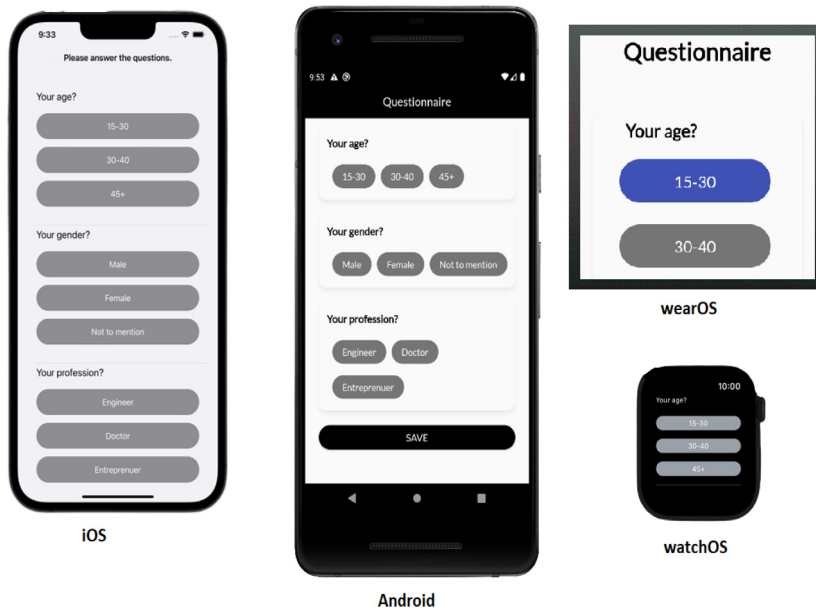 9:33
Please answer the questions.
Your age?
15-30
30-40
45+
Your gender?
Male
Female
Not to mention
Your profession?
Engineer
Doctor
Entreprenuer
iOS
9:53
Questionnaire
Your age?
15-30 30-40 45+
Your gender?
Male Female Not to mention
Your profession?
Engineer Doctor
Entreprenuer
SAVE
Android
Questionnaire
Your age?
15-30
30-40
wearOS
10:00
Your age?
15-30
30-40
45+
watchOS